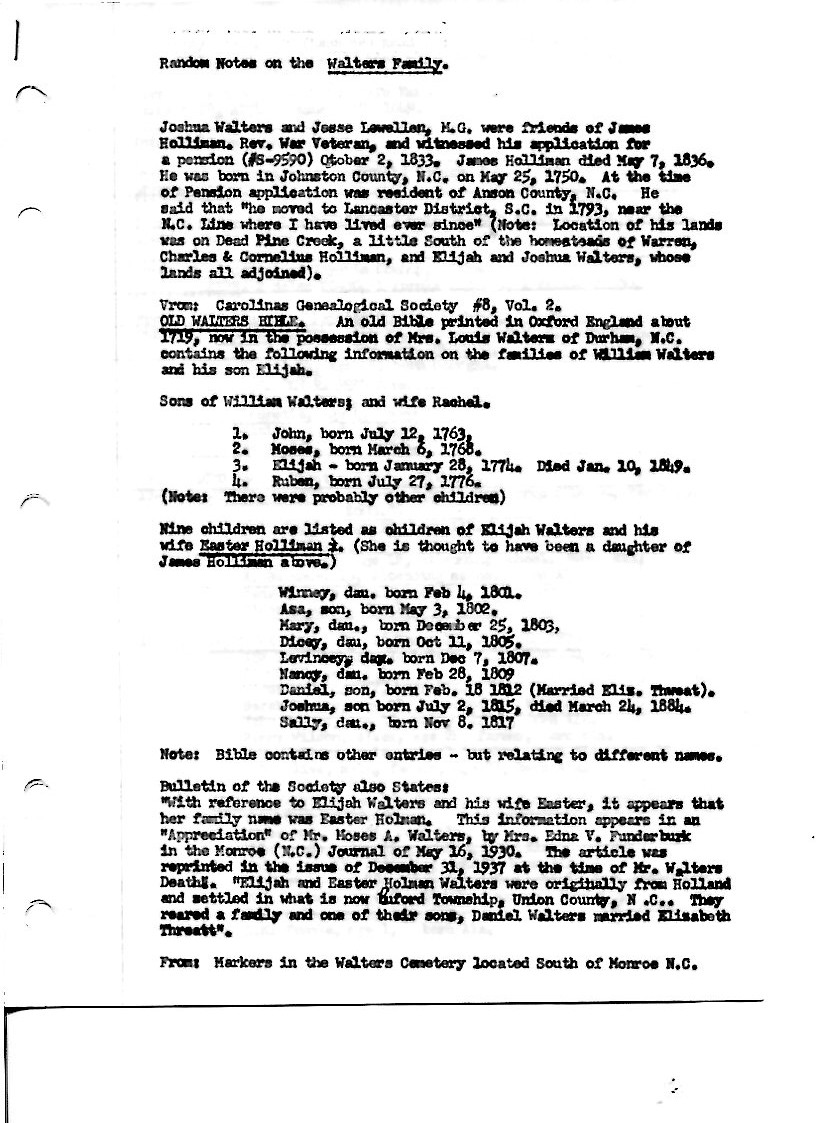 Random Notes on the Walters Family.
Joshua Walters and Jesse Lewellen, M.G. were friends of James
Holliman. Rev. War Veteran, and witnessed his application for
a pension (#S-9590) Qtober 2, 1833. James Holliman died May 7, 1836.
He was born in Johnston County, N.C. on May 25, 1750. At the time
of Pension application was resident of Anson County, N.C. He
said that "he moved to Lancaster District, S.C. in 1793, near the
N.C. Line where I have lived ever since" (Note: Location of his lands
was on Dead Pine Creek, a little South of the homesteads of Warren,
Charles & Cornelius Holliman, and Elijah and Joshua Walters, whose
lands all adjoined).
Vrom: Carolinas Genealogical Society #8, Vol. 2.
OLD WALTERS BIBLE. An old Bible printed in Oxford England about
1719, now in the possession of Mrs. Louis Walters of Durham, N.C.
contains the following information on the families of William Walters
and his son Elijah.
Sons of William Walters; and wife Rachel.
1. John, born July 12, 1763,
2. Moses, born March 6, 1768.
3. Elijah - born January 28, 1774. Died Jan. 10, 1849.
4. Ruben, born July 27, 1776.
(Note: There were probably other children)
Nine children are listed as children of Elijah Walters and his
wife Easter Holliman. (She is thought to have been a daughter of
James Holliman above.)
Winney, dau. born Feb 4, 1801.
Asa, son, born May 3, 1802.
Mary, dau., born December 25, 1803,
Dicey, dau, born Oct 11, 1805.
Levincey, dau. born Dec 7, 1807.
Nancy, dau. born Feb 28, 1809
Daniel, son, born Feb. 18 1812 (Married Eliz. Threat).
Joshua, son born July 2, 1815, died March 24, 1884.
Sally, dau., born Nov 8. 1817
Note: Bible contains other entries - but relating to different names.
Bulletin of the Society also States:
"With reference to Elijah Walters and his wife Easter, it appears that
her family name was Easter Holman. This information appears in an
"Appreciation" of Mr. Moses A. Walters, by Mrs. Edna V. Funderburk
in the Monroe (N.C.) Journal of May 16, 1930. The article was
reprinted in the issue of December 31, 1937 at the time of Mr. Walters
Death. "Elijah and Easter Holman Walters were originally from Holland
and settled in what is now Buford Township, Union County, N .C.. They
reared a family and one of their sons, Daniel Walters married Elisabeth
Threatt".
From: Markers in the Walters Cemetery located South of Monroe N.C.